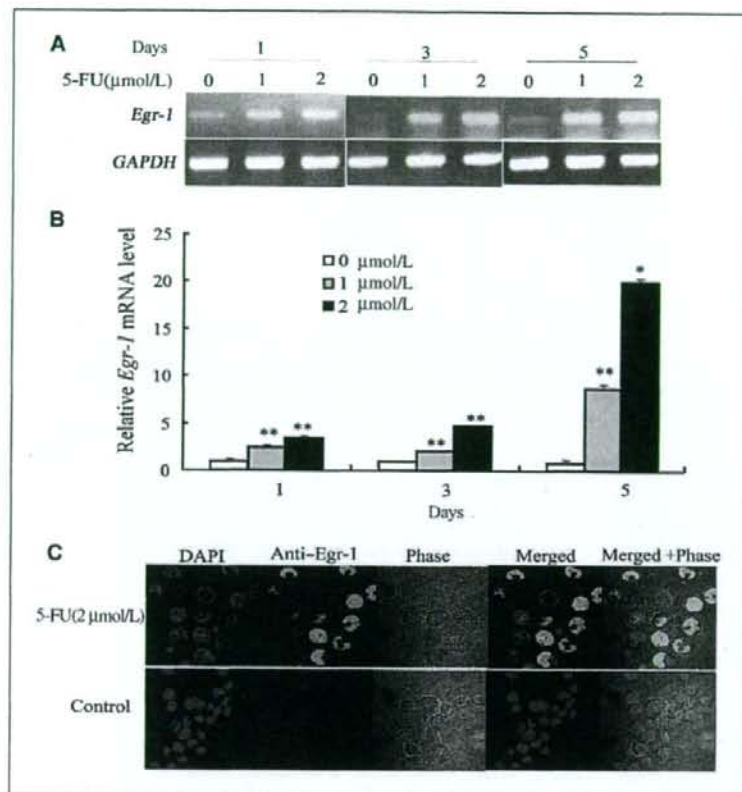 A
Days 1 3 5
5-FU(μmol/L) 0 1 2 0 1 2 0 1 2
Egr-1
GAPDH
B
Relative Egr-1 mRNA level
25
20
15
10
5
0
0 μmol/L
1 μmol/L
2 μmol/L
** **
** **
** *
1 3 5
Days
C
DAPI Anti-Egr-1 Phase Merged Merged +Phase
5-FU(2 μmol/L)
Control